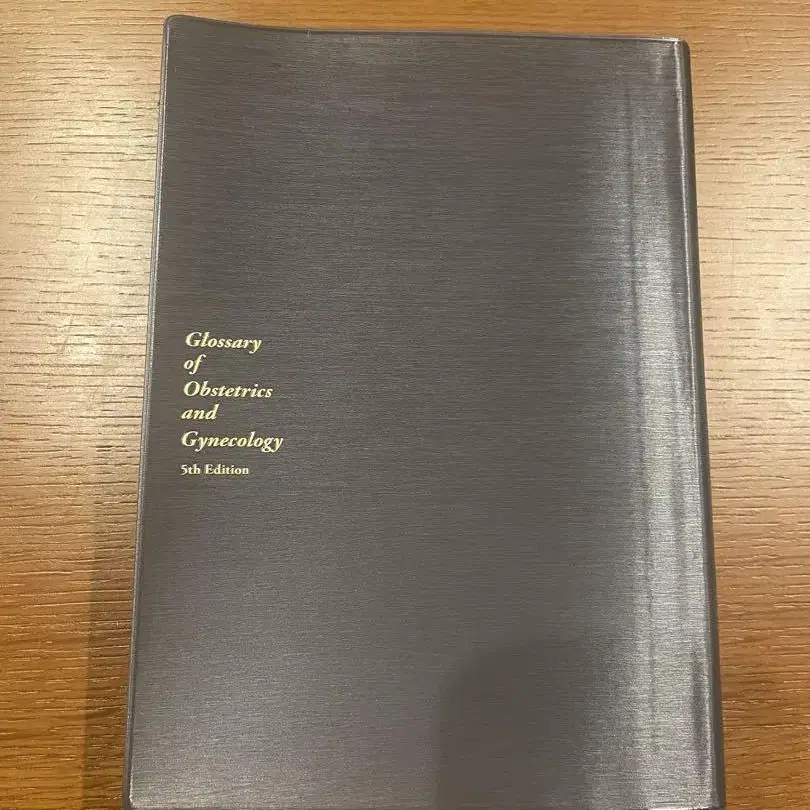 Glossary
of
Obstetrics
and
Gynecology
5th Edition